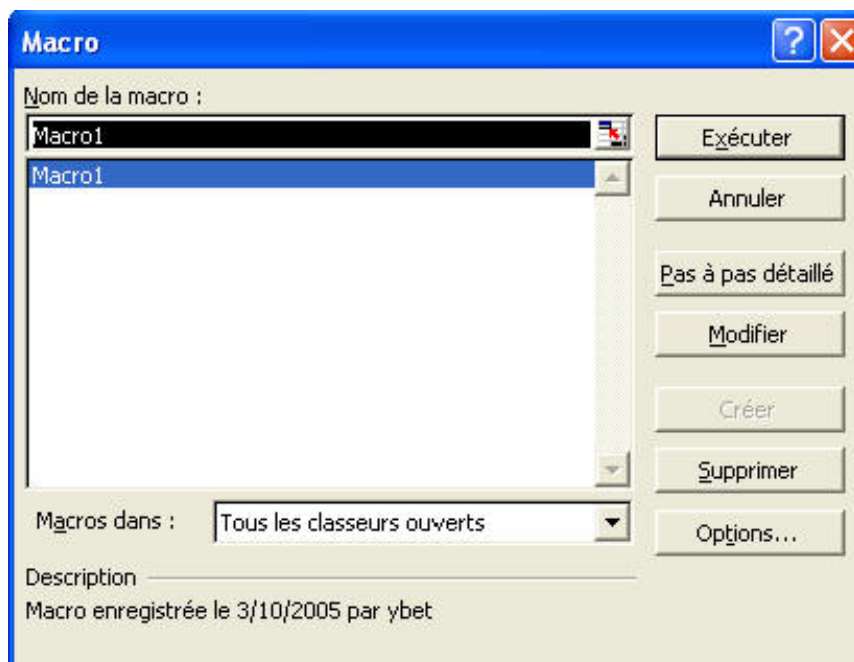 Macro
Nom de la macro :
Macro1
Macro1
Exécuter
Annuler
Pas à pas détaillé
Modifier
Créer
Supprimer
Options...
Macros dans :
Tous les classeurs ouverts
Description
Macro enregistrée le 3/10/2005 par ybet